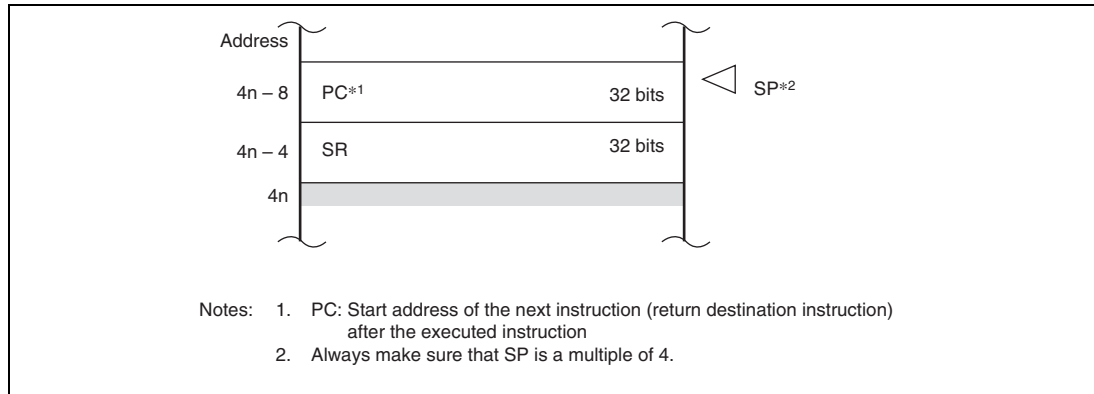 Address
4n – 8 PC*1 32 bits SP*2
4n – 4 SR 32 bits
4n
Notes: 1. PC: Start address of the next instruction (return destination instruction)
after the executed instruction
2. Always make sure that SP is a multiple of 4.